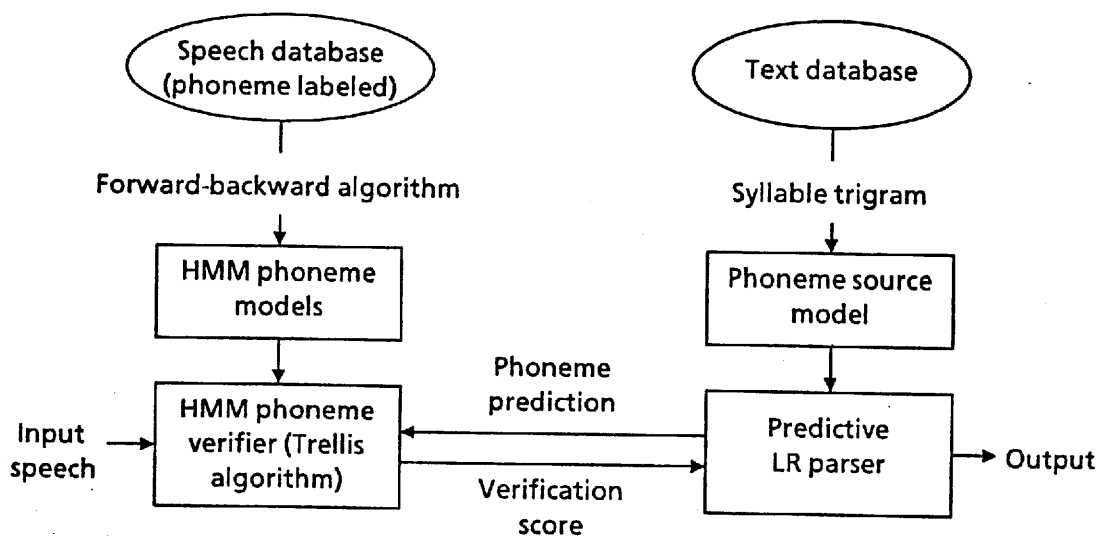 Speech database
(phoneme labeled)
Text database
Forward-backward algorithm
Syllable trigram
HMM phoneme
models
Phoneme source
model
Phoneme
prediction
Input
speech
HMM phoneme
verifier (Trellis
algorithm)
Predictive
LR parser
Output
Verification
score